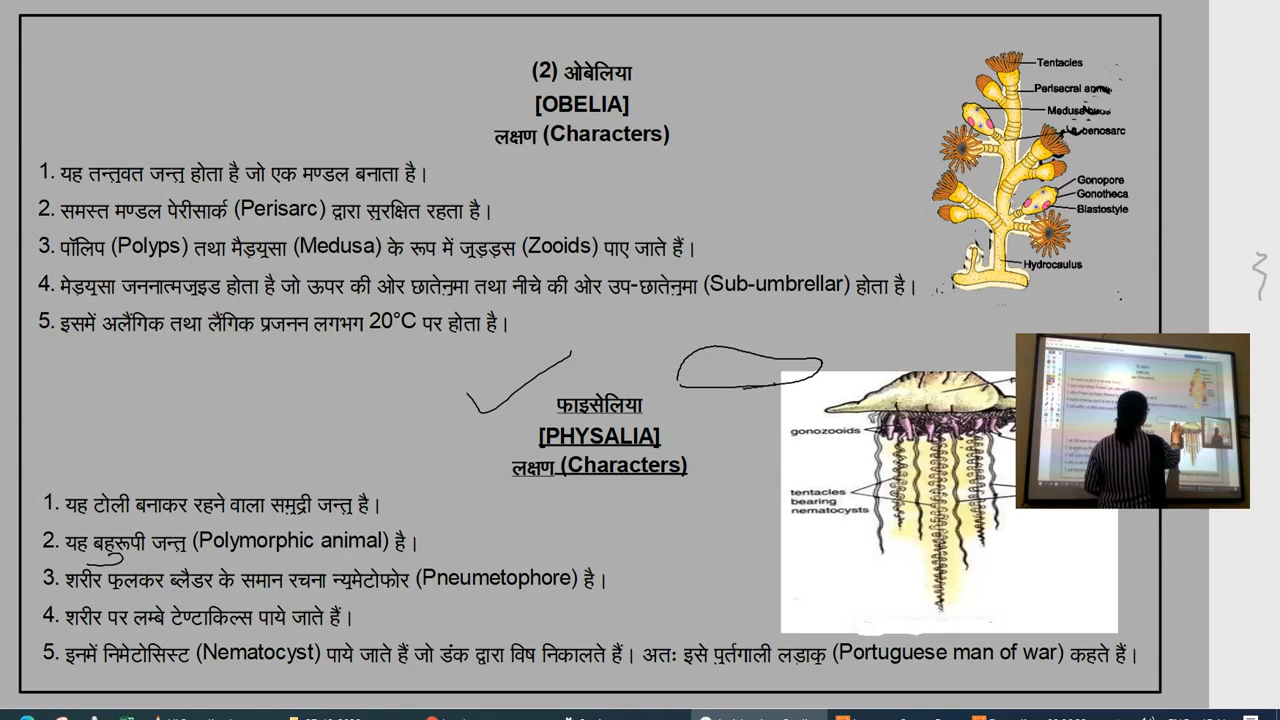 (2) ओबेलिया
[OBELIA]
लक्षण (Characters)
1. यह तन्तुवत जन्तु होता है जो एक मण्डल बनाता है।
2. समस्त मण्डल पेरीसार्क (Perisarc) द्वारा सुरक्षित रहता है।
3. पॉलिप (Polyps) तथा मैड्यूसा (Medusa) के रूप में जूइड्स (Zooids) पाए जाते हैं।
4. मेड्यूसा जननात्मजुइड होता है जो ऊपर की ओर छातेनुमा तथा नीचे की ओर उप-छातेनुमा (Sub-umbrellar) होता है।
5. इसमें अलैंगिक तथा लैंगिक प्रजनन लगभग 20°C पर होता है।
Tentacles
Perisacral
Medusa
Gonopore
Gonotheca
Blastostyle
Hydrocaulus
फाइसेलिया
[PHYSALIA]
लक्षण (Characters)
1. यह टोली बनाकर रहने वाला समुद्री जन्तु है।
2. यह बहुरूपी जन्तु (Polymorphic animal) है।
3. शरीर फूलकर ब्लैडर के समान रचना न्यूमेटोफोर (Pneumetophore) है।
4. शरीर पर लम्बे टेण्टाकिल्स पाये जाते हैं।
5. इनमें निमेटोसिस्ट (Nematocyst) पाये जाते हैं जो डंक द्वारा विष निकालते हैं। अतः इसे पुर्तगाली लड़ाकू (Portuguese man of war) कहते हैं।
gonozooids
tentacles
bearing
nematocysts